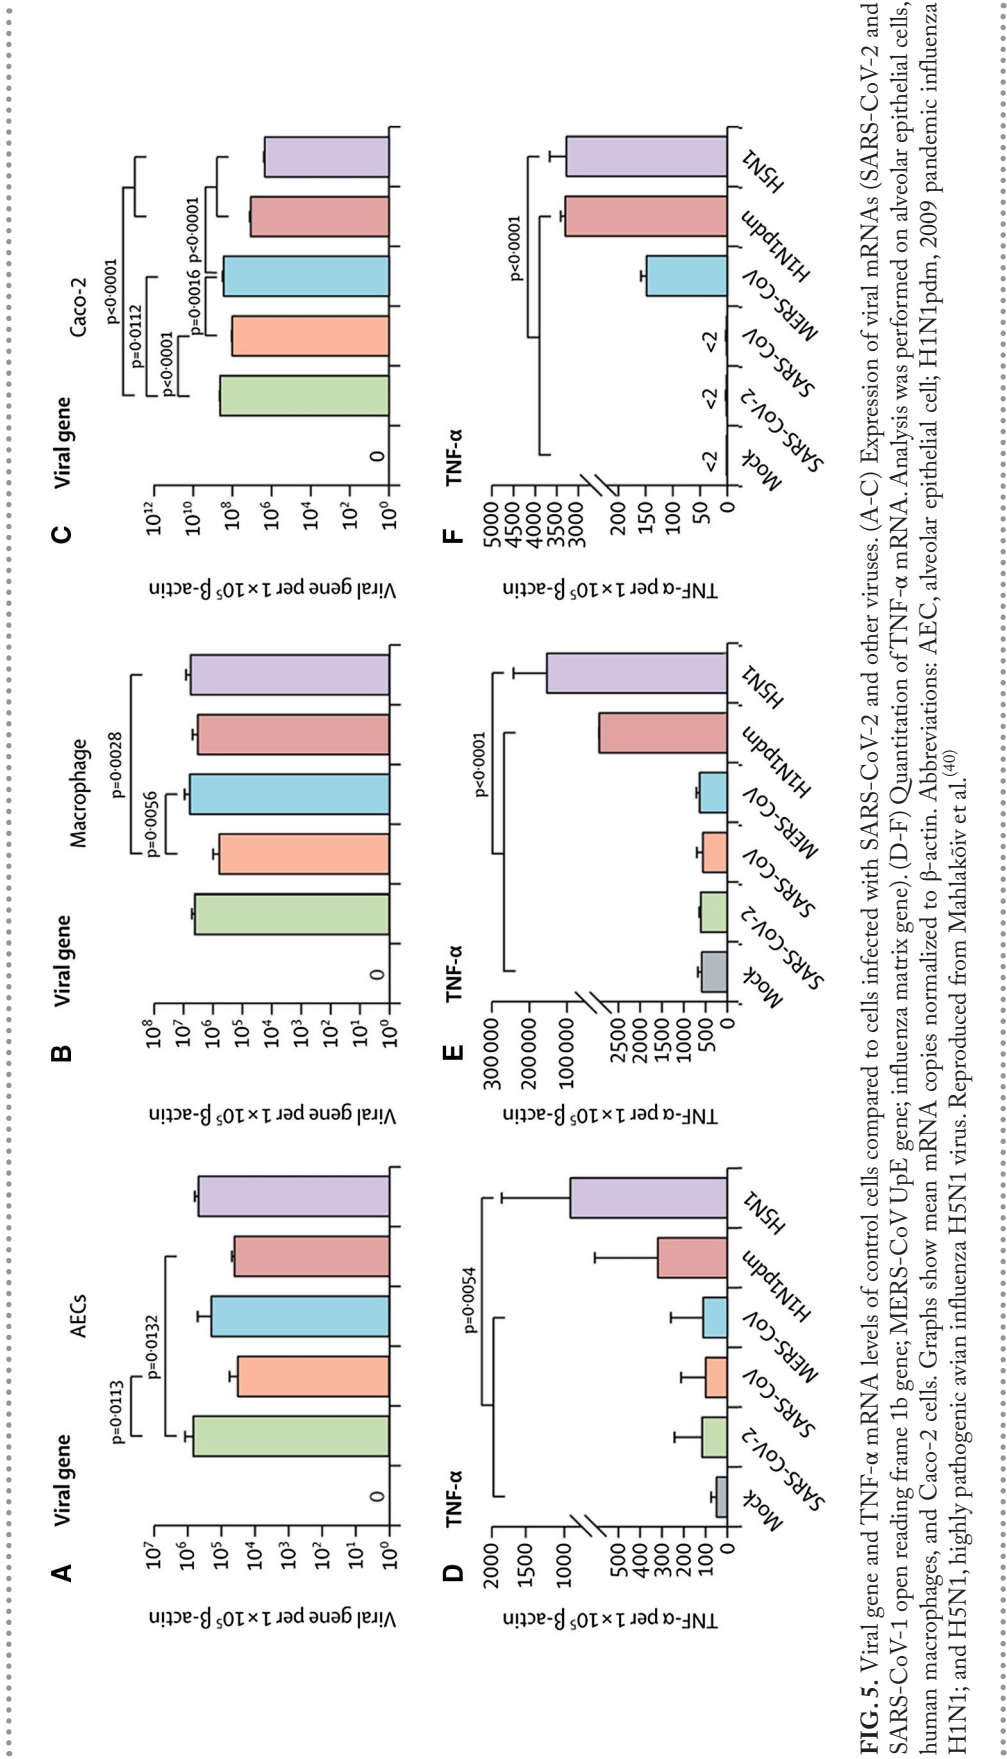 A
Viral gene
AECs
Viral gene per 1×10⁵ β-actin
10⁷
10⁶
10⁵
10⁴
10³
10²
10¹
10⁰
p=0·0113
p=0·0132
0
B
Viral gene
Macrophage
Viral gene per 1×10⁵ β-actin
10⁸
10⁷
10⁶
10⁵
10⁴
10³
10²
10¹
10⁰
p=0·0028
p=0·0056
0
C
Viral gene
Caco-2
Viral gene per 1×10⁵ β-actin
10¹²
10¹⁰
10⁸
10⁶
10⁴
10²
10⁰
p<0·0001
p=0·0112
p<0·0001
p=0·0016
p<0·0001
0
D
TNF-α
TNF-α per 1×10⁵ β-actin
2000
1500
1000
500
400
300
200
100
0
p=0·0054
Mock
SARS-CoV-2
SARS-CoV
MERS-CoV
H1N1pdm
H5N1
E
TNF-α
TNF-α per 1×10⁵ β-actin
300 000
200 000
100 000
2500
2000
1500
1000
500
0
p<0·0001
Mock
SARS-CoV-2
SARS-CoV
MERS-CoV
H1N1pdm
H5N1
F
TNF-α
TNF-α per 1×10⁵ β-actin
5000
4500
4000
3500
3000
200
150
100
50
0
p<0·0001
<2
<2
<2
Mock
SARS-CoV-2
SARS-CoV
MERS-CoV
H1N1pdm
H5N1
FIG. 5. Viral gene and TNF-α mRNA levels of control cells compared to cells infected with SARS-CoV-2 and other viruses. (A-C) Expression of viral mRNAs (SARS-CoV-2 and
SARS-CoV-1 open reading frame 1b gene; MERS-CoV UpE gene; influenza matrix gene). (D-F) Quantitation of TNF-α mRNA. Analysis was performed on alveolar epithelial cells,
human macrophages, and Caco-2 cells. Graphs show mean mRNA copies normalized to β-actin. Abbreviations: AEC, alveolar epithelial cell; H1N1pdm, 2009 pandemic influenza
H1N1; and H5N1, highly pathogenic avian influenza H5N1 virus. Reproduced from Mahlakõiv et al.(40)